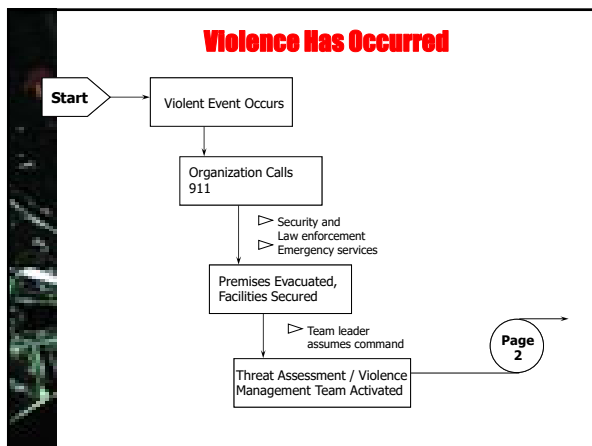 Violence Has Occurred
Start
Violent Event Occurs
Organization Calls
911
Security and
Law enforcement
Emergency services
Premises Evacuated,
Facilities Secured
Team leader
assumes command
Page
2
Threat Assessment / Violence
Management Team Activated